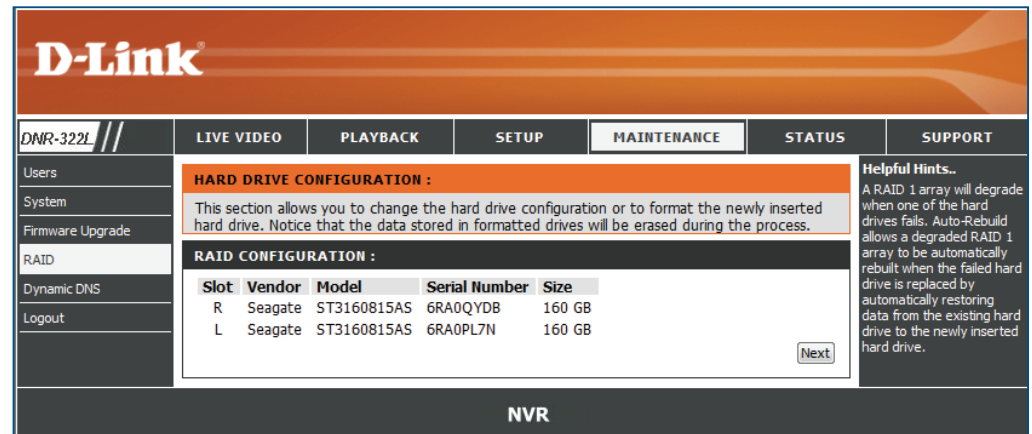 D-Link®
DNR-322L
LIVE VIDEO PLAYBACK SETUP MAINTENANCE STATUS SUPPORT
Users
System
Firmware Upgrade
RAID
Dynamic DNS
Logout
HARD DRIVE CONFIGURATION :
This section allows you to change the hard drive configuration or to format the newly inserted
hard drive. Notice that the data stored in formatted drives will be erased during the process.
RAID CONFIGURATION :
Slot Vendor Model Serial Number Size
R Seagate ST3160815AS 6RA0QYDB 160 GB
L Seagate ST3160815AS 6RA0PL7N 160 GB
Next
Helpful Hints..
A RAID 1 array will degrade
when one of the hard
drives fails. Auto-Rebuild
allows a degraded RAID 1
array to be automatically
rebuilt when the failed hard
drive is replaced by
automatically restoring
data from the existing hard
drive to the newly inserted
hard drive.
NVR